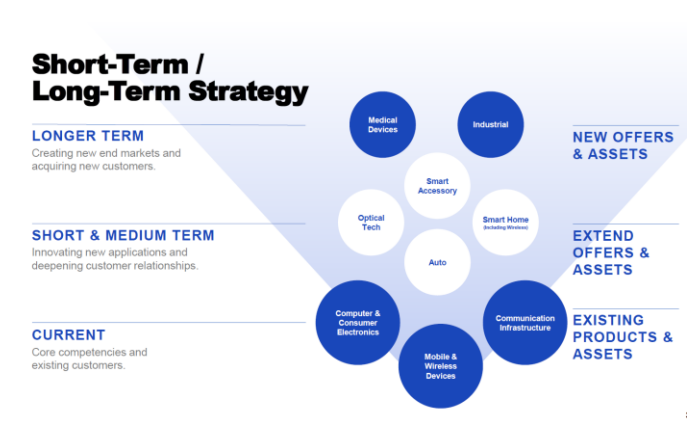 Short-Term /
Long-Term Strategy
LONGER TERM
Creating new end markets and
acquiring new customers.
SHORT & MEDIUM TERM
Innovating new applications and
deepening customer relationships.
CURRENT
Core competencies and
existing customers.
Medical
Devices
Industrial
Smart
Accessory
Optical
Tech
Smart Home
(Including Wireless)
Auto
Computer &
Consumer
Electronics
Communication
Infrastructure
Mobile &
Wireless
Devices
NEW OFFERS
& ASSETS
EXTEND
OFFERS &
ASSETS
EXISTING
PRODUCTS &
ASSETS